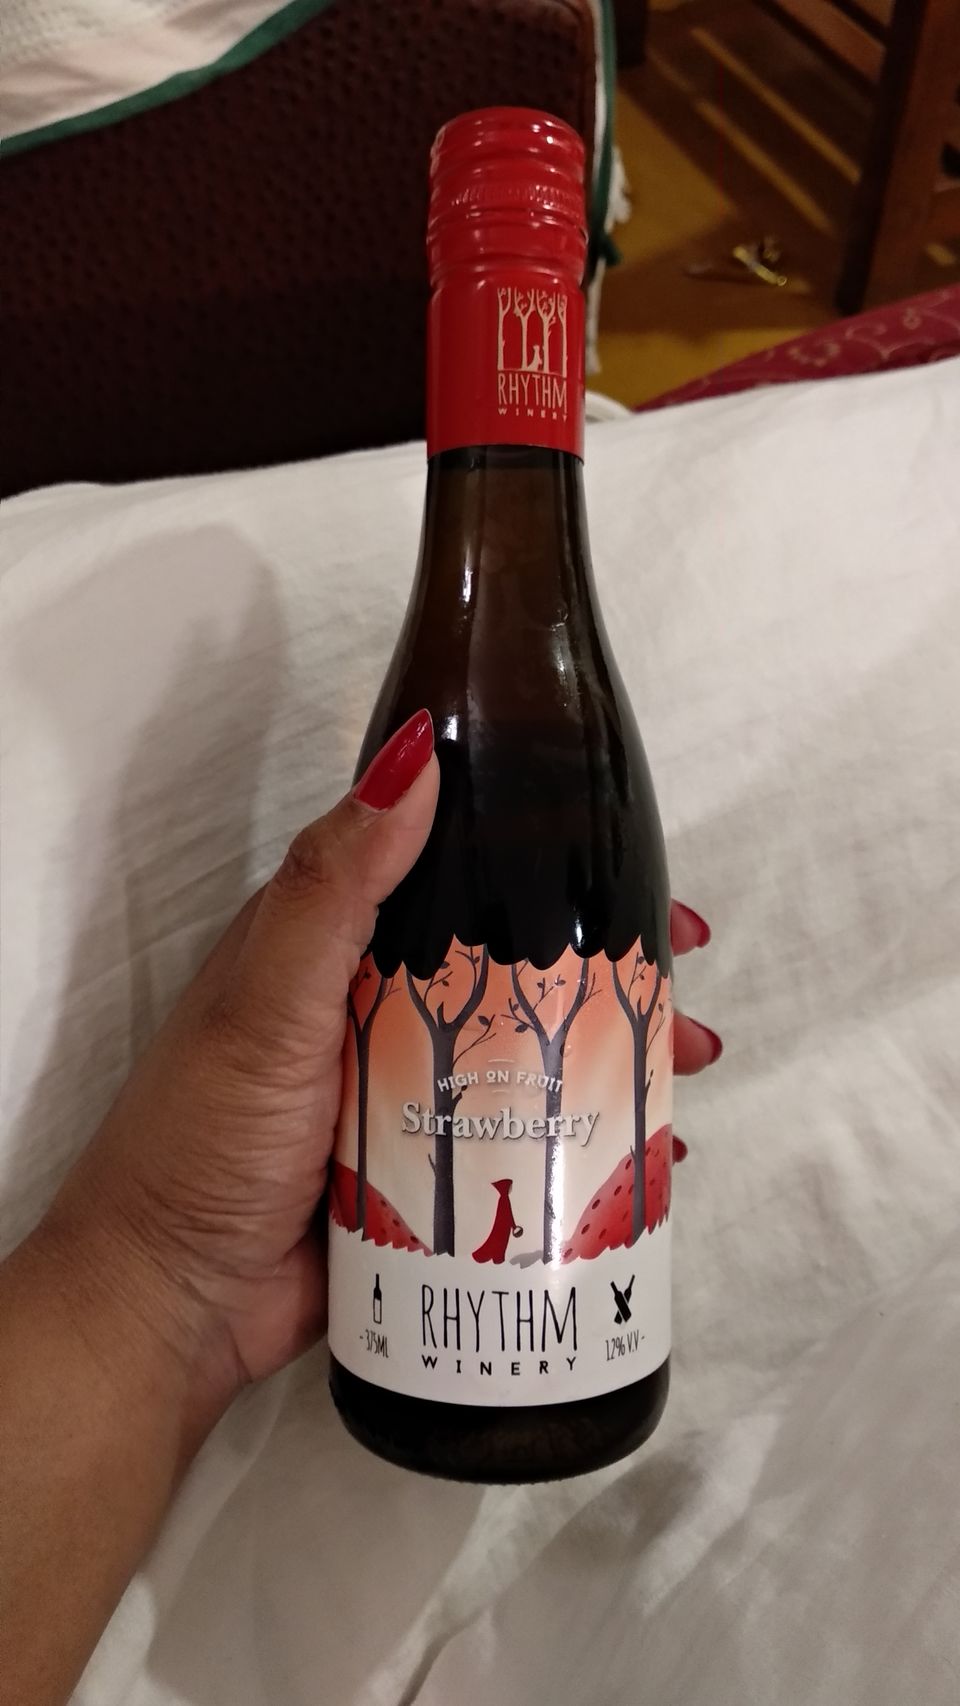 RHYTHM
WINERY
HIGH ON FRUIT
Strawberry
RHYTHM
WINERY
- 375ML
12% V.V -